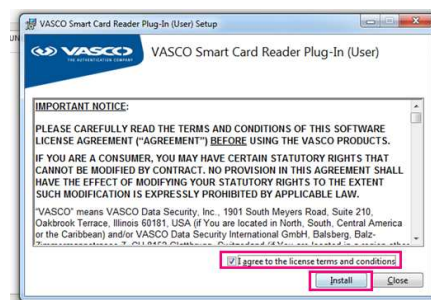 VASCO Smart Card Reader Plug-In (User) Setup
VASCO
THE AUTHENTICATION COMPANY
VASCO Smart Card Reader Plug-In (User)
IMPORTANT NOTICE:
PLEASE CAREFULLY READ THE TERMS AND CONDITIONS OF THIS SOFTWARE
LICENSE AGREEMENT ("AGREEMENT") BEFORE USING THE VASCO PRODUCTS.
IF YOU ARE A CONSUMER, YOU MAY HAVE CERTAIN STATUTORY RIGHTS THAT
CANNOT BE MODIFIED BY CONTRACT. NO PROVISION IN THIS AGREEMENT SHALL
HAVE THE EFFECT OF MODIFYING YOUR STATUTORY RIGHTS TO THE EXTENT
SUCH MODIFICATION IS EXPRESSLY PROHIBITED BY APPLICABLE LAW.
"VASCO" means VASCO Data Security, Inc., 1901 South Meyers Road, Suite 210,
Oakbrook Terrace, Illinois 60181, USA (if You are located in North, South, Central America
or the Caribbean) and/or VASCO Data Security International GmbH, Balsberg, Balz-
I agree to the license terms and conditions
Install
Close